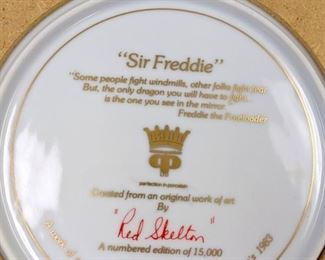 "Sir Freddie"
"Some people fight windmills, other folks fight fear
But, the only dragon you will have to fight...
is the one you see in the mirror."
Freddie the Freeloader
perfection in porcelain
Created from an original work of art
By
"Red Skelton"
A numbered edition of 15,000
1983